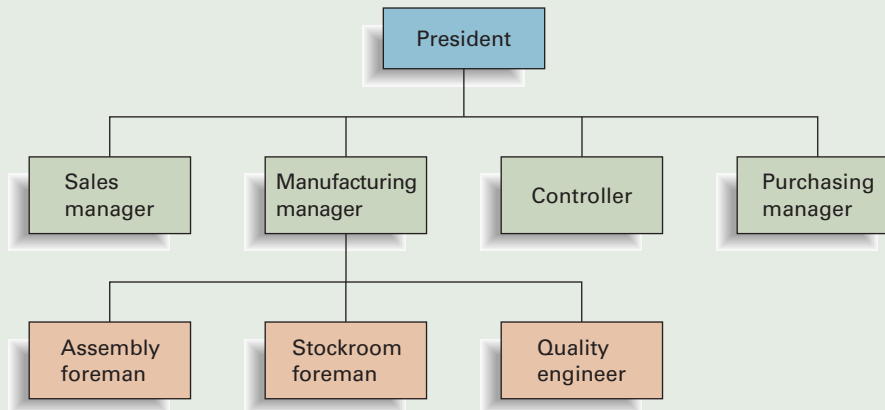 President
Sales
manager
Manufacturing
manager
Controller
Purchasing
manager
Assembly
foreman
Stockroom
foreman
Quality
engineer